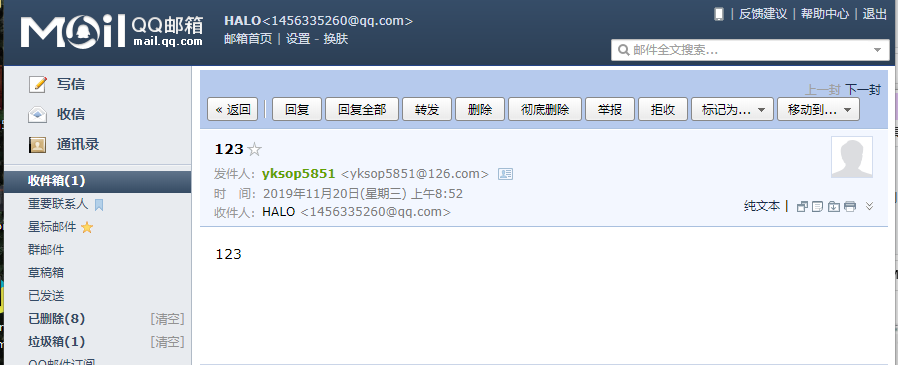 MOil QQ邮箱
mail.qq.com
HALO<1456335260@qq.com>
邮箱首页 | 设置 - 换肤
| 反馈建议 | 帮助中心 | 退出
邮件全文搜索...
写信
收信
通讯录
收件箱(1)
重要联系人
星标邮件
群邮件
草稿箱
已发送
已删除(8) [清空]
垃圾箱(1) [清空]
QQ邮件订阅
上一封 下一封
« 返回 回复 回复全部 转发 删除 彻底删除 举报 拒收 标记为... 移动到...
123
发件人: yksop5851 <yksop5851@126.com>
时 间: 2019年11月20日(星期三) 上午8:52
收件人: HALO <1456335260@qq.com>
纯文本 |
123